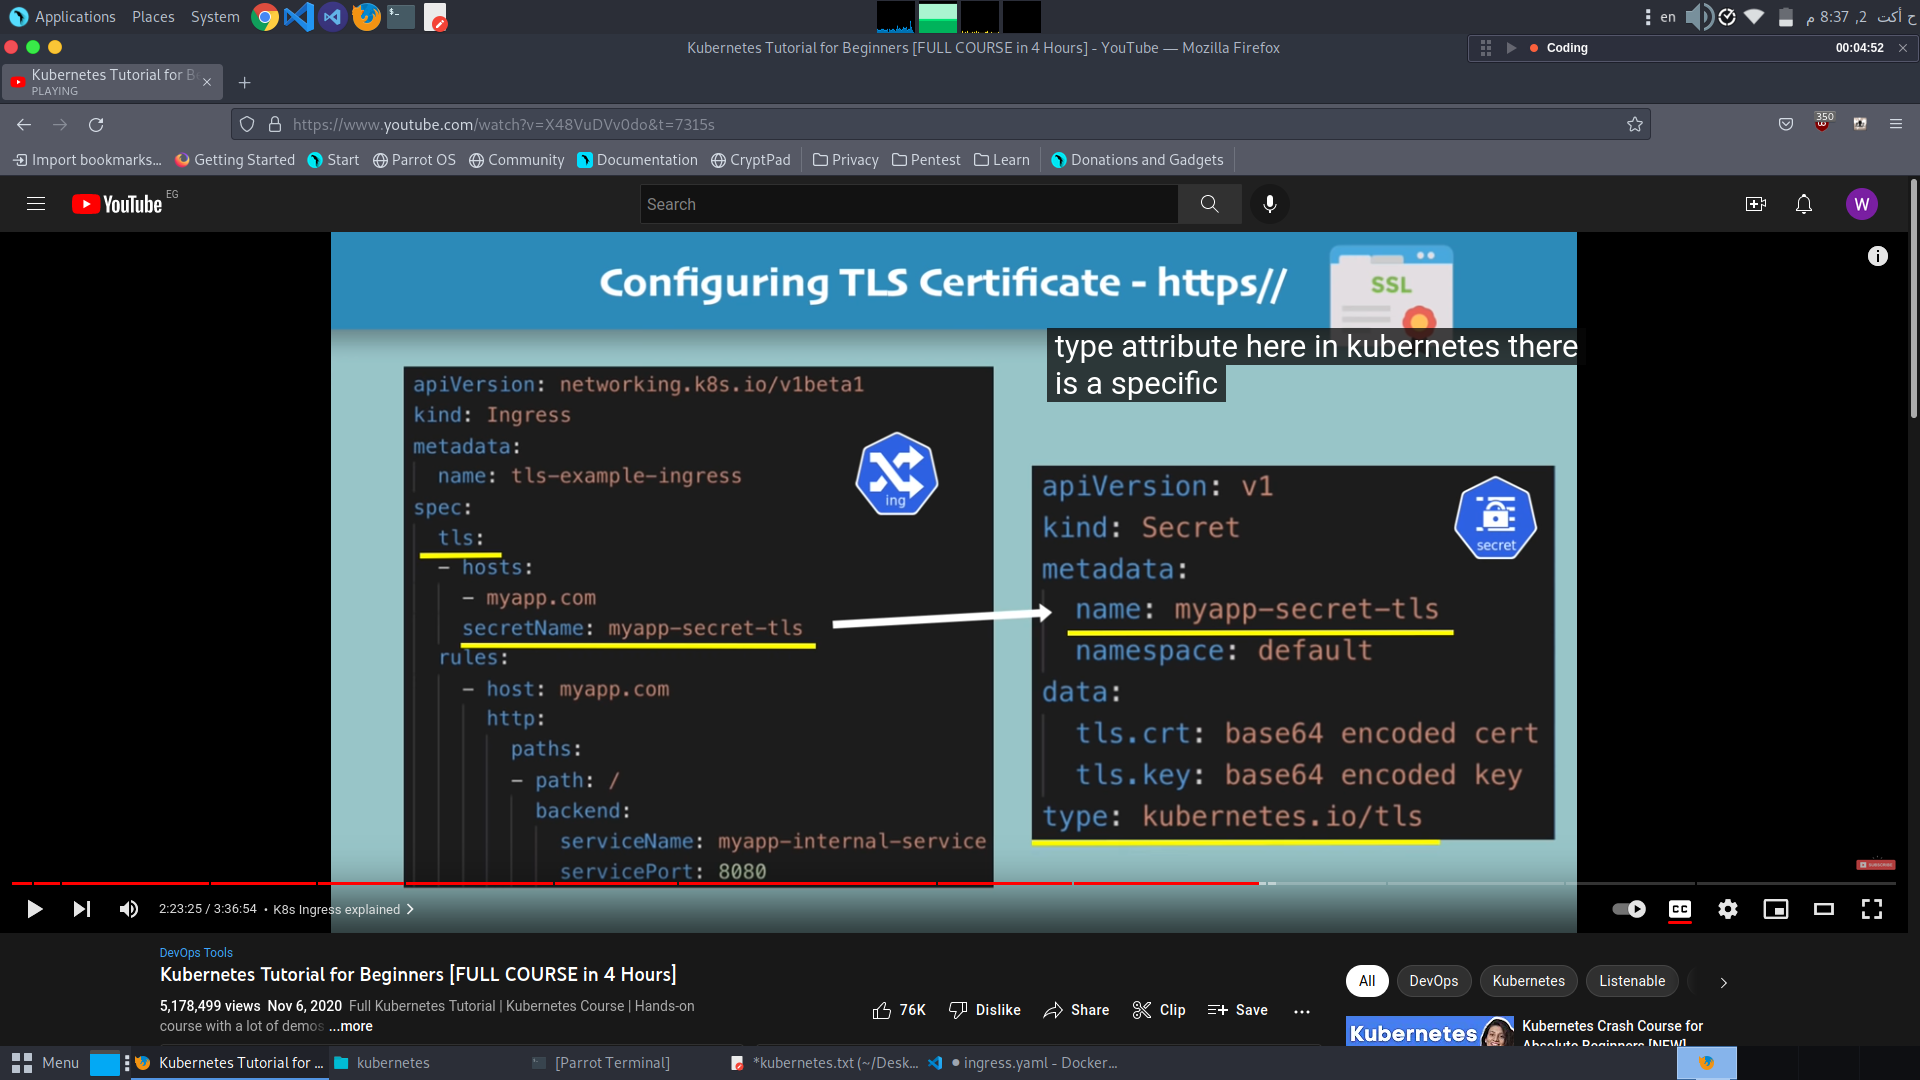 Applications Places System
en
ح أكت 2, 8:37 م
Kubernetes Tutorial for Beginners [FULL COURSE in 4 Hours] - YouTube — Mozilla Firefox
Coding 00:04:52
Kubernetes Tutorial for B
PLAYING
https://www.youtube.com/watch?v=X48VuDVv0do&t=7315s
350
Import bookmarks... Getting Started Start Parrot OS Community Documentation CryptPad Privacy Pentest Learn Donations and Gadgets
YouTube EG
Search
W
Configuring TLS Certificate - https//
SSL
type attribute here in kubernetes there
is a specific
apiVersion: networking.k8s.io/v1beta1
kind: Ingress
metadata:
name: tls-example-ingress
spec:
tls:
- hosts:
- myapp.com
secretName: myapp-secret-tls
rules:
- host: myapp.com
http:
paths:
- path: /
backend:
serviceName: myapp-internal-service
servicePort: 8080
ing
apiVersion: v1
kind: Secret
metadata:
name: myapp-secret-tls
namespace: default
data:
tls.crt: base64 encoded cert
tls.key: base64 encoded key
type: kubernetes.io/tls
secret
2:23:25 / 3:36:54 • K8s Ingress explained
CC
DevOps Tools
Kubernetes Tutorial for Beginners [FULL COURSE in 4 Hours]
5,178,499 views Nov 6, 2020 Full Kubernetes Tutorial | Kubernetes Course | Hands-on
course with a lot of demos ...more
76K Dislike Share Clip Save
All DevOps Kubernetes Listenable
Kubernetes
Kubernetes Crash Course for
Absolute Beginners [NEW]
Menu Kubernetes Tutorial for ... kubernetes [Parrot Terminal] *kubernetes.txt (~/Desk... ingress.yaml - Docker...